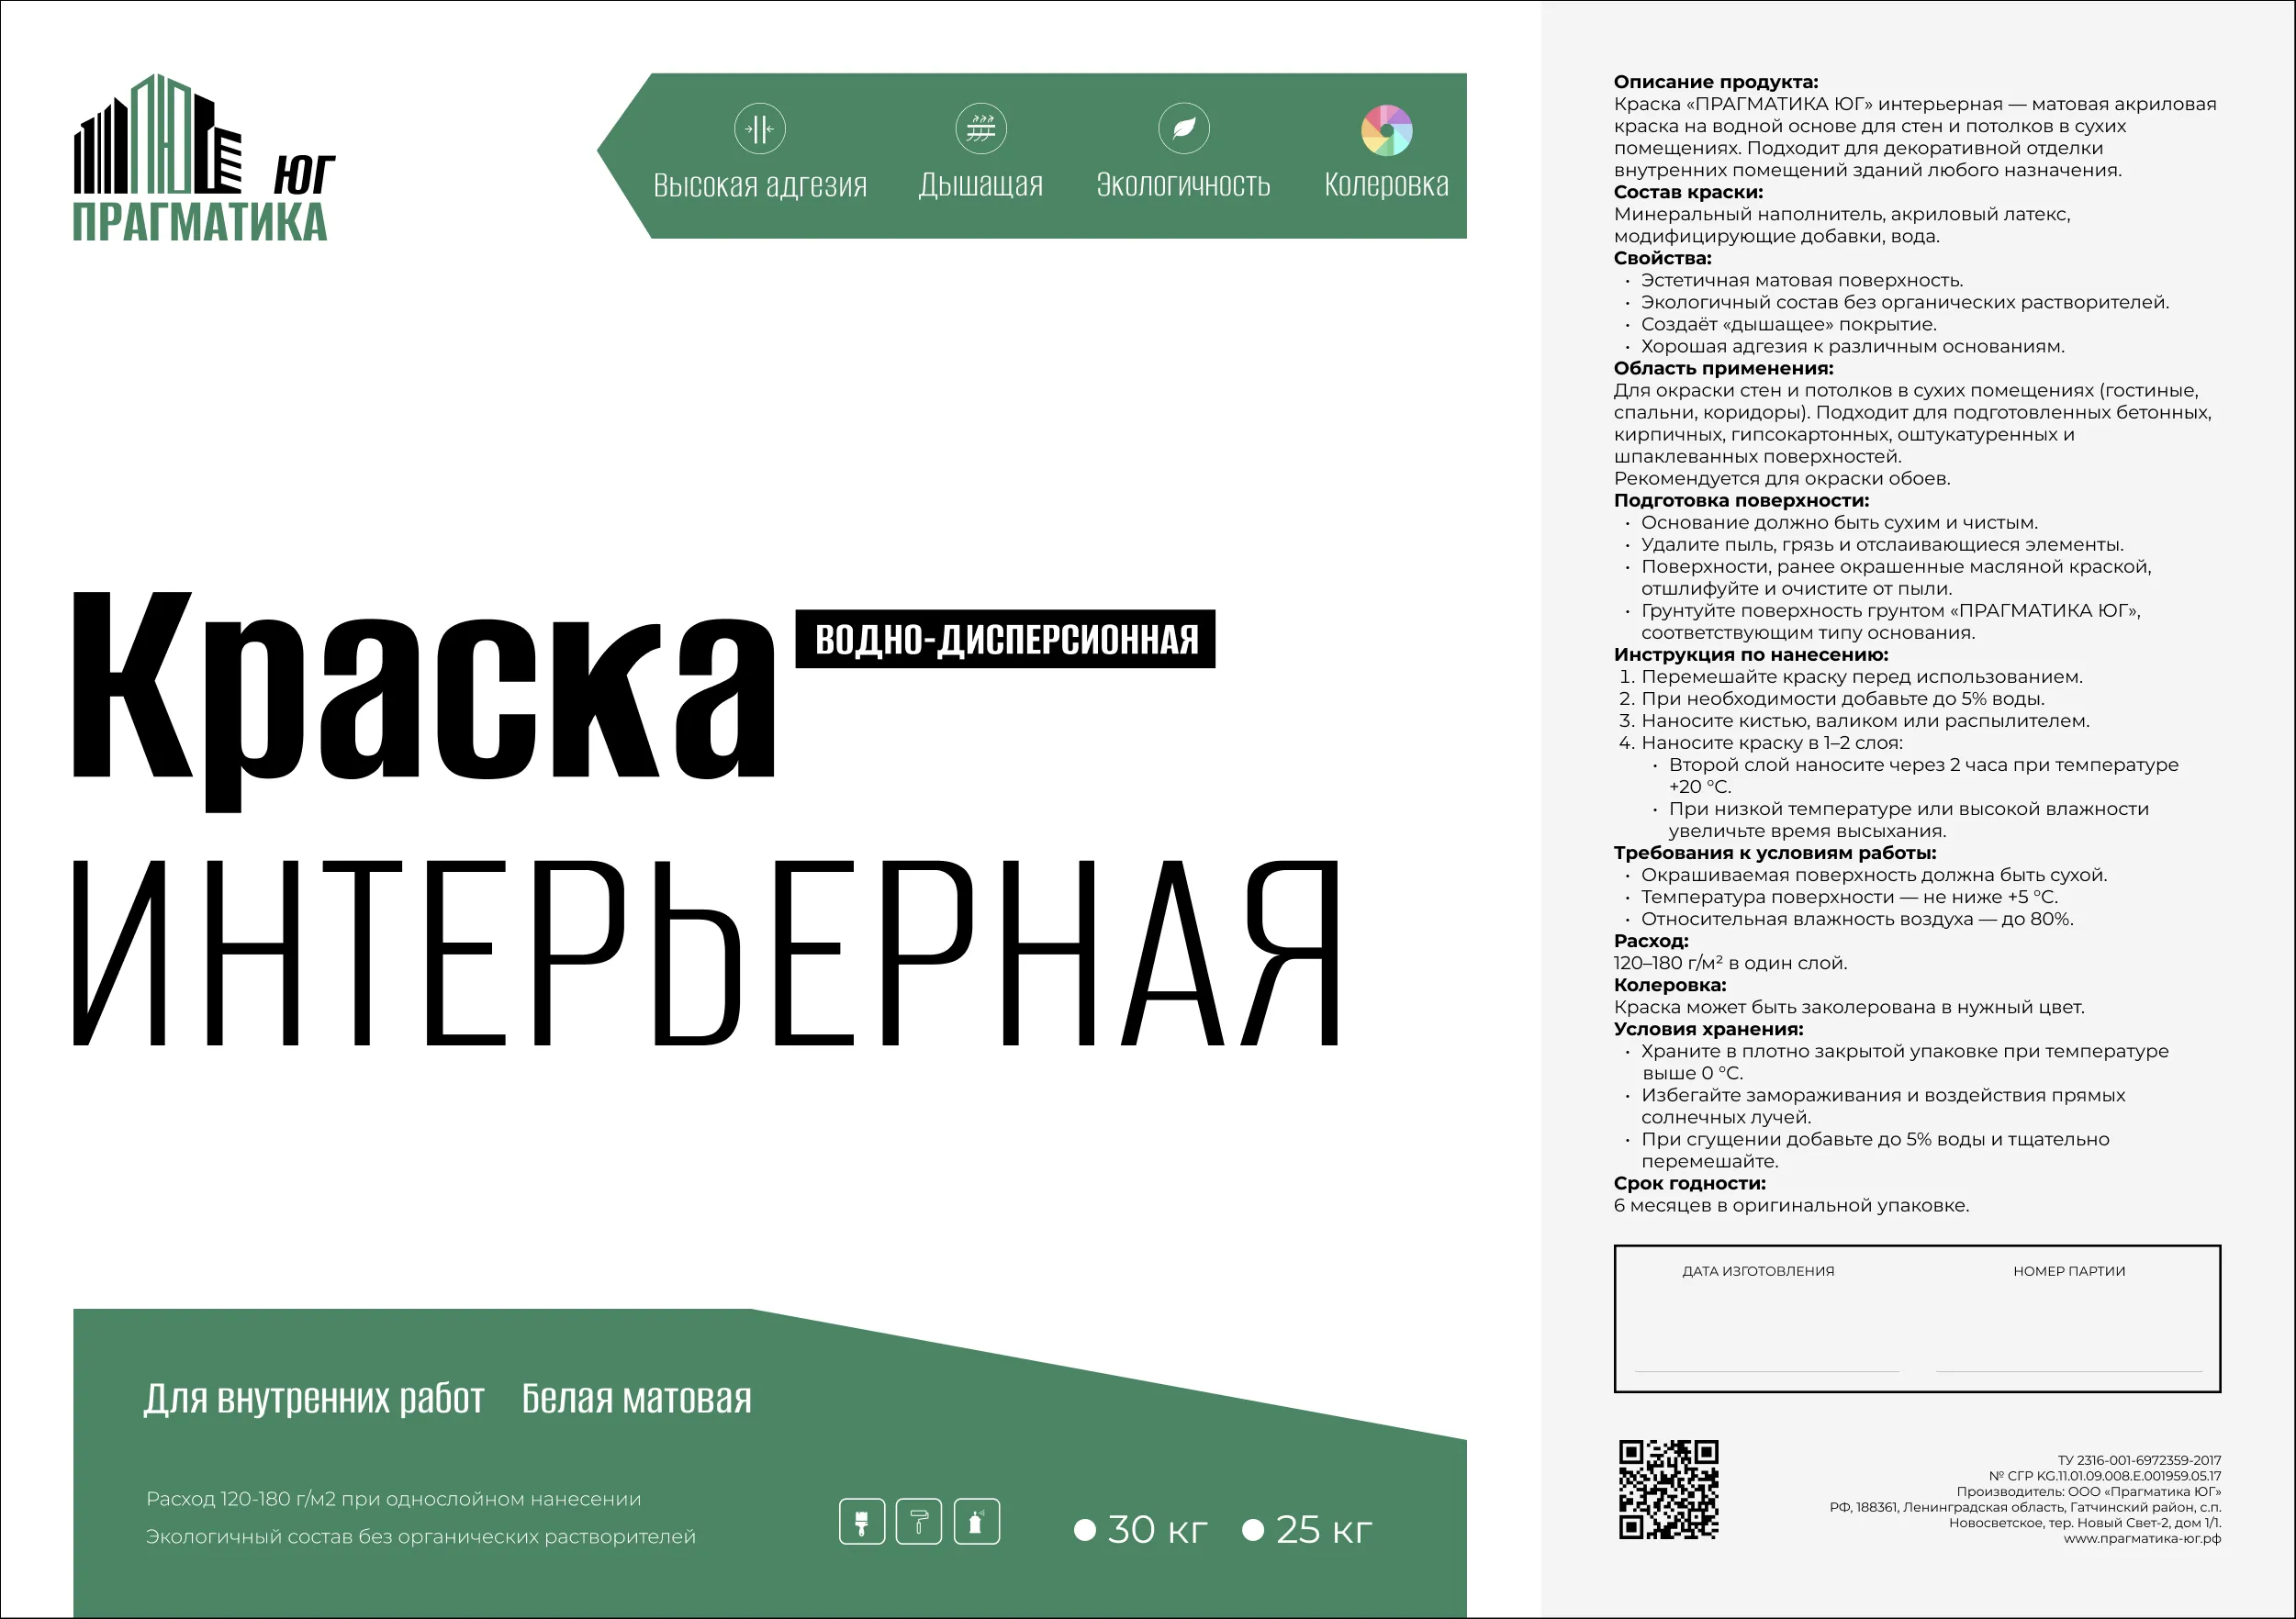 ЮГ
ПРАГМАТИКА
Высокая адгезия
Дышащая
Экологичность
Колеровка
Краска
ВОДНО-ДИСПЕРСИОННАЯ
ИНТЕРЬЕРНАЯ
Для внутренних работ Белая матовая
Расход 120-180 г/м2 при однослойном нанесении
Экологичный состав без органических растворителей
30 кг 25 кг
Описание продукта:
Краска «ПРАГМАТИКА ЮГ» интерьерная — матовая акриловая
краска на водной основе для стен и потолков в сухих
помещениях. Подходит для декоративной отделки
внутренних помещений зданий любого назначения.
Состав краски:
Минеральный наполнитель, акриловый латекс,
модифицирующие добавки, вода.
Свойства:
• Эстетичная матовая поверхность.
• Экологичный состав без органических растворителей.
• Создаёт «дышащее» покрытие.
• Хорошая адгезия к различным основаниям.
Область применения:
Для окраски стен и потолков в сухих помещениях (гостиные,
спальни, коридоры). Подходит для подготовленных бетонных,
кирпичных, гипсокартонных, оштукатуренных и
шпаклеванных поверхностей.
Рекомендуется для окраски обоев.
Подготовка поверхности:
• Основание должно быть сухим и чистым.
• Удалите пыль, грязь и отслаивающиеся элементы.
• Поверхности, ранее окрашенные масляной краской,
отшлифуйте и очистите от пыли.
• Грунтуйте поверхность грунтом «ПРАГМАТИКА ЮГ»,
соответствующим типу основания.
Инструкция по нанесению:
1. Перемешайте краску перед использованием.
2. При необходимости добавьте до 5% воды.
3. Наносите кистью, валиком или распылителем.
4. Наносите краску в 1–2 слоя:
• Второй слой наносите через 2 часа при температуре
+20 °C.
• При низкой температуре или высокой влажности
увеличьте время высыхания.
Требования к условиям работы:
• Окрашиваемая поверхность должна быть сухой.
• Температура поверхности — не ниже +5 °C.
• Относительная влажность воздуха — до 80%.
Расход:
120–180 г/м² в один слой.
Колеровка:
Краска может быть заколерована в нужный цвет.
Условия хранения:
• Храните в плотно закрытой упаковке при температуре
выше 0 °C.
• Избегайте замораживания и воздействия прямых
солнечных лучей.
• При сгущении добавьте до 5% воды и тщательно
перемешайте.
Срок годности:
6 месяцев в оригинальной упаковке.
ДАТА ИЗГОТОВЛЕНИЯ НОМЕР ПАРТИИ
ТУ 2316-001-6972359-2017
№ СГР KG.11.01.09.008.E.001959.05.17
Производитель: ООО «Прагматика ЮГ»
РФ, 188361, Ленинградская область, Гатчинский район, с.п.
Новосветское, тер. Новый Свет-2, дом 1/1.
www.прагматика-юг.рф